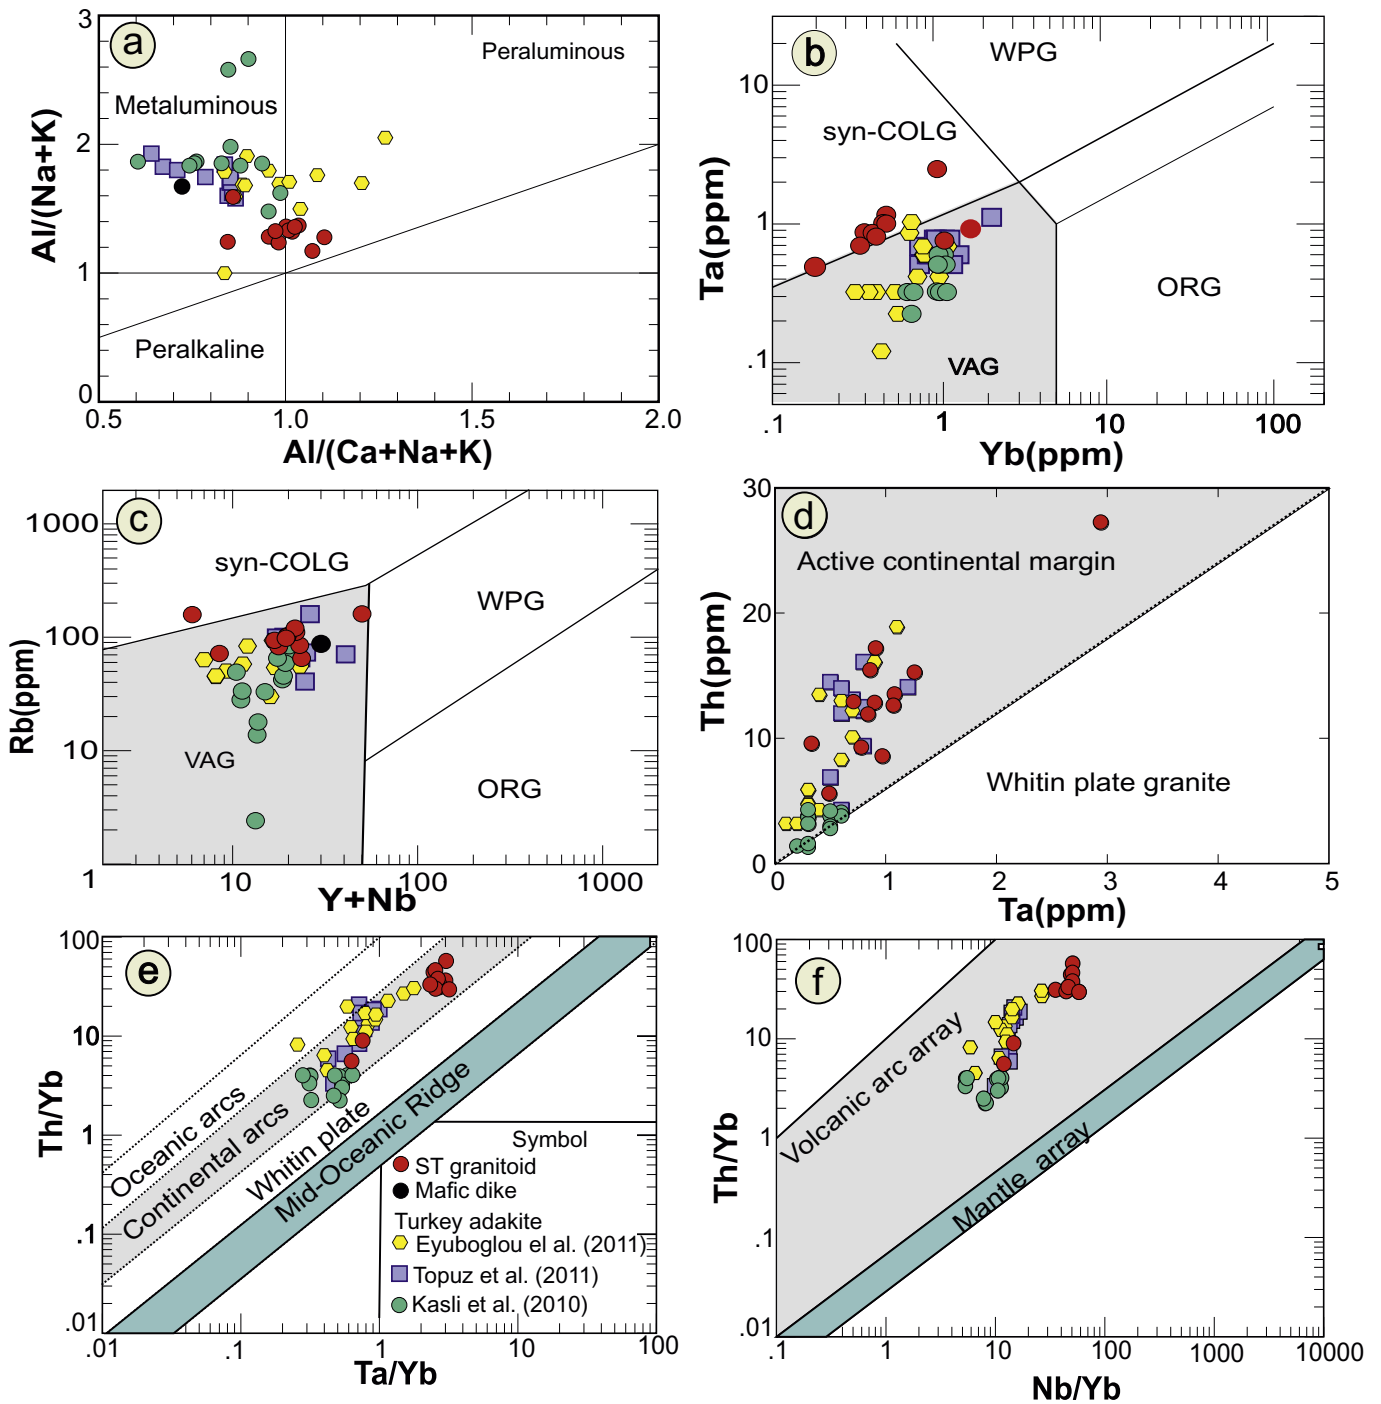 a
3
2
1
0
0.5
1.0
1.5
2.0
Al/(Na+K)
Al/(Ca+Na+K)
Peraluminous
Metaluminous
Peralkaline
b
10
1
.1
.1
1
10
100
Ta(ppm)
Yb(ppm)
WPG
syn-COLG
ORG
VAG
c
1000
100
10
1
10
100
1000
Rb(ppm)
Y+Nb
syn-COLG
WPG
VAG
ORG
d
30
20
10
0
0
1
2
3
4
5
Th(ppm)
Ta(ppm)
Active continental margin
Whitin plate granite
e
100
10
1
.1
.01
.01
.1
1
10
100
Th/Yb
Ta/Yb
Oceanic arcs
Continental arcs
Whitin plate
Mid-Oceanic Ridge
Symbol
ST granitoid
Mafic dike
Turkey adakite
Eyuboglou el al. (2011)
Topuz et al. (2011)
Kasli et al. (2010)
f
100
10
1
.1
.01
.1
1
10
100
1000
10000
Th/Yb
Nb/Yb
Volcanic arc array
Mantle array